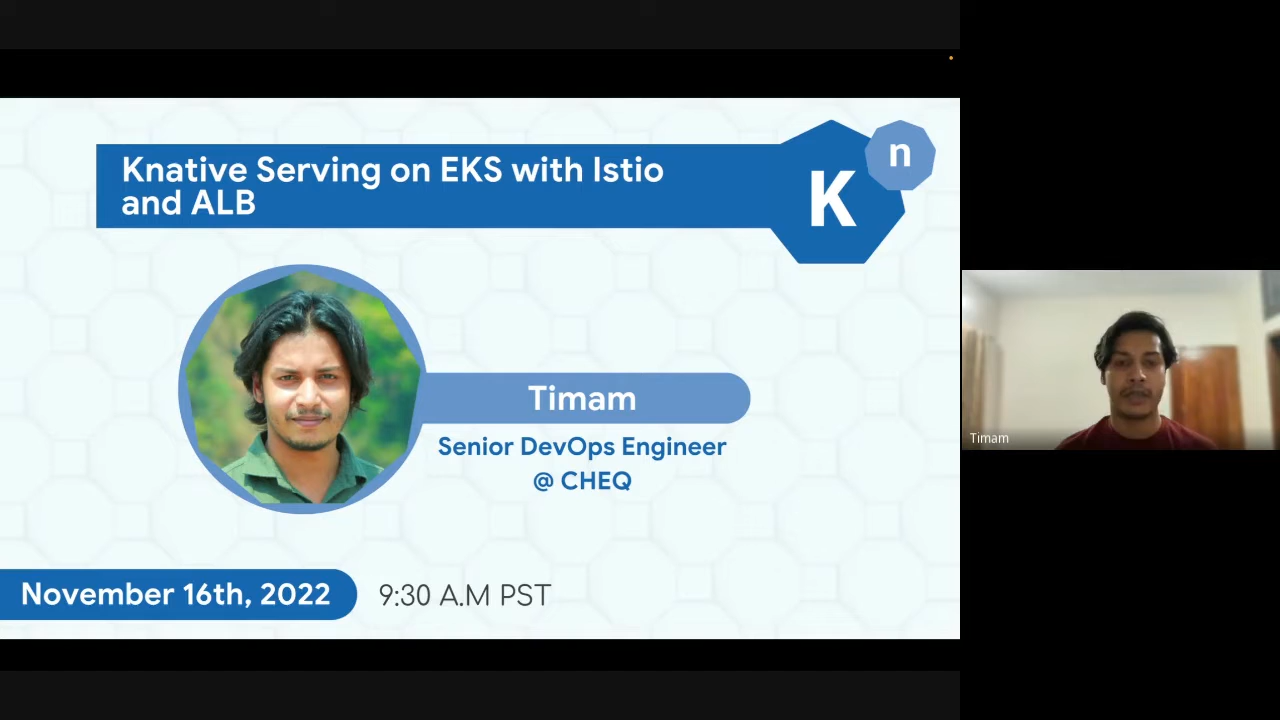 Knative Serving on EKS with Istio
and ALB
K
n
Timam
Senior DevOps Engineer
@ CHEQ
November 16th, 2022
9:30 A.M PST
Timam